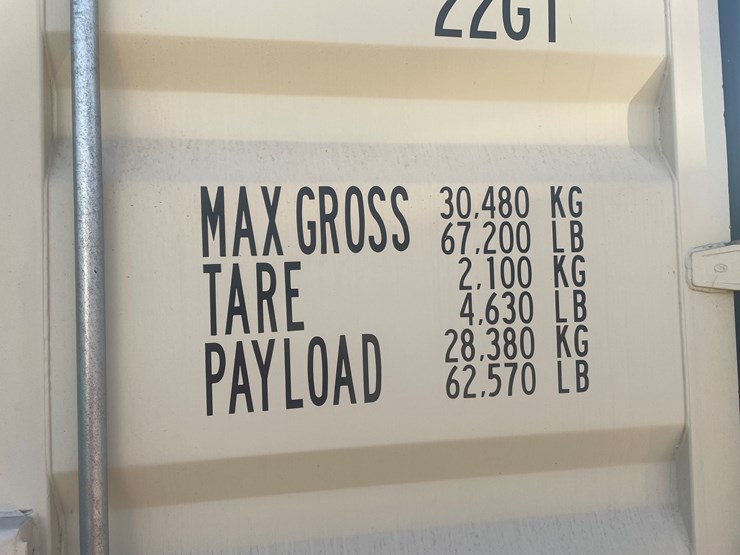 22G1
MAX GROSS 30,480 KG
67,200 LB
TARE 2,100 KG
4,630 LB
PAYLOAD 28,380 KG
62,570 LB